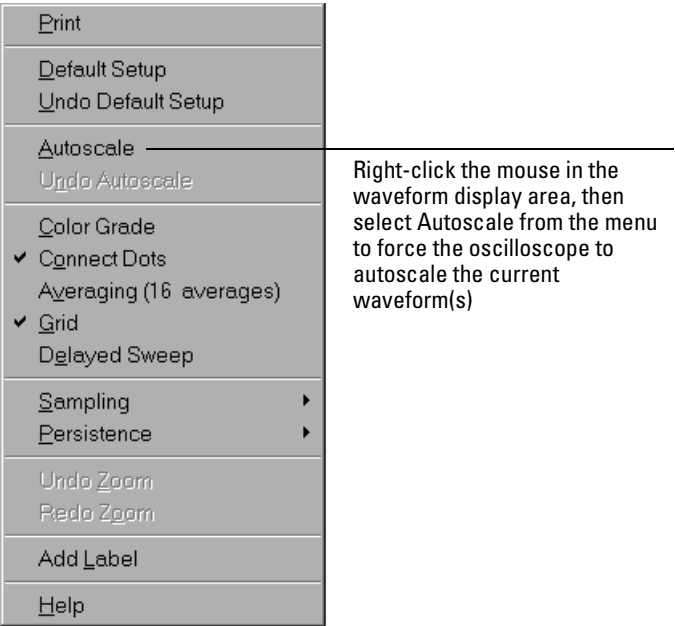 Print
Default Setup
Undo Default Setup
Autoscale
Undo Autoscale
Color Grade
Connect Dots
Averaging (16 averages)
Grid
Delayed Sweep
Sampling
Persistence
Undo Zoom
Redo Zoom
Add Label
Help
Right-click the mouse in the
waveform display area, then
select Autoscale from the menu
to force the oscilloscope to
autoscale the current
waveform(s)